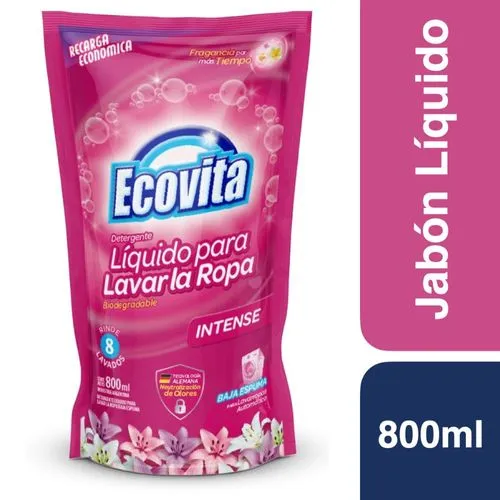 RECARGA
ECONÓMICA
Fragancia por
más Tiempo
Ecovita
Detergente
Líquido para
Lavar la Ropa
Biodegradable
INTENSE
RINDE
8
LAVADOS
800ml
TECNOLOGÍA
ALEMANA
Neutralización
de Olores
BAJA ESPUMA
Automáticos
Jabón Líquido
800ml